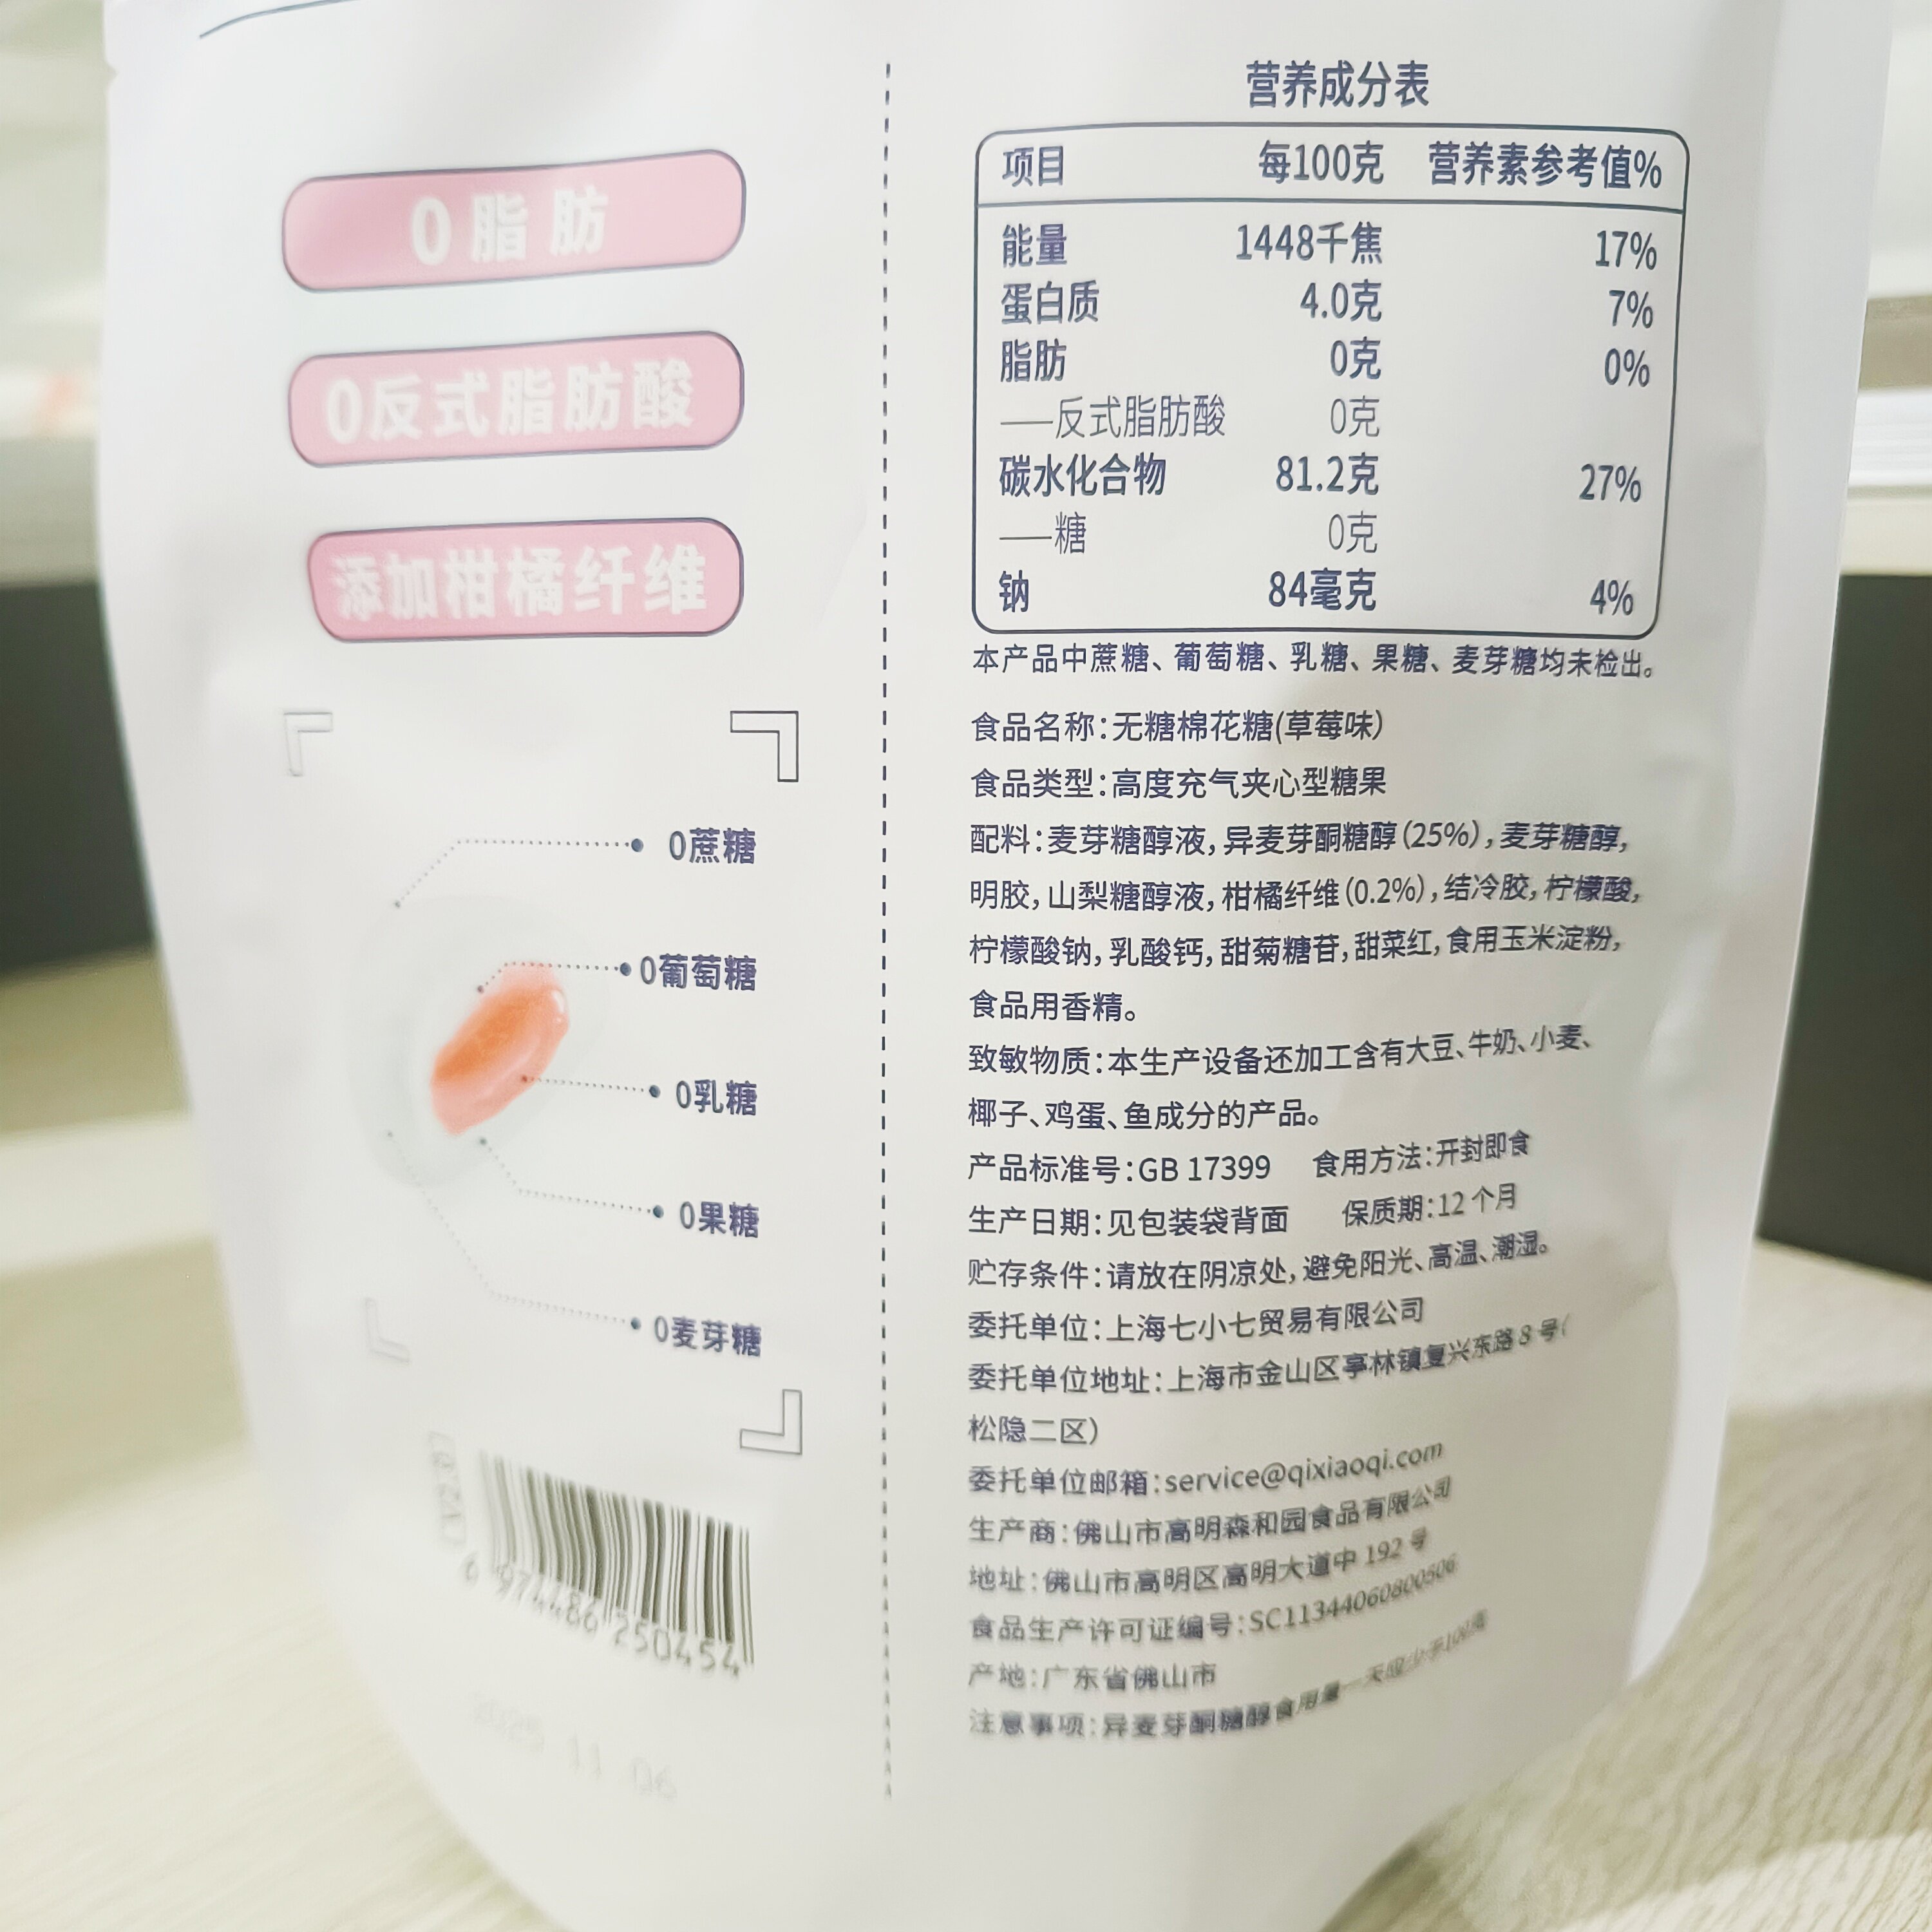 0脂肪
0反式脂肪酸
添加柑橘纤维
0蔗糖
0葡萄糖
0乳糖
0果糖
0麦芽糖
6 974486 250454
营养成分表
项目 每100克 营养素参考值%
能量 1448千焦 17%
蛋白质 4.0克 7%
脂肪 0克 0%
——反式脂肪酸 0克
碳水化合物 81.2克 27%
——糖 0克
钠 84毫克 4%
本产品中蔗糖、葡萄糖、乳糖、果糖、麦芽糖均未检出。
食品名称：无糖棉花糖(草莓味)
食品类型：高度充气夹心型糖果
配料：麦芽糖醇液，异麦芽酮糖醇(25%)，麦芽糖醇，
明胶，山梨糖醇液，柑橘纤维(0.2%)，结冷胶，柠檬酸，
柠檬酸钠，乳酸钙，甜菊糖苷，甜菜红，食用玉米淀粉，
食品用香精。
致敏物质：本生产设备还加工含有大豆、牛奶、小麦、
椰子、鸡蛋、鱼成分的产品。
产品标准号：GB 17399 食用方法：开封即食
生产日期：见包装袋背面 保质期：12个月
贮存条件：请放在阴凉处，避免阳光、高温、潮湿。
委托单位：上海七小七贸易有限公司
委托单位地址：上海市金山区亭林镇复兴东路8号(
松隐二区)
委托单位邮箱：service@qixiaoqi.com
生产商：佛山市高明森和园食品有限公司
地址：佛山市高明区高明大道中192号
食品生产许可证编号：SC11344060800506
产地：广东省佛山市
注意事项：异麦芽酮糖醇食用量一天应少于100克